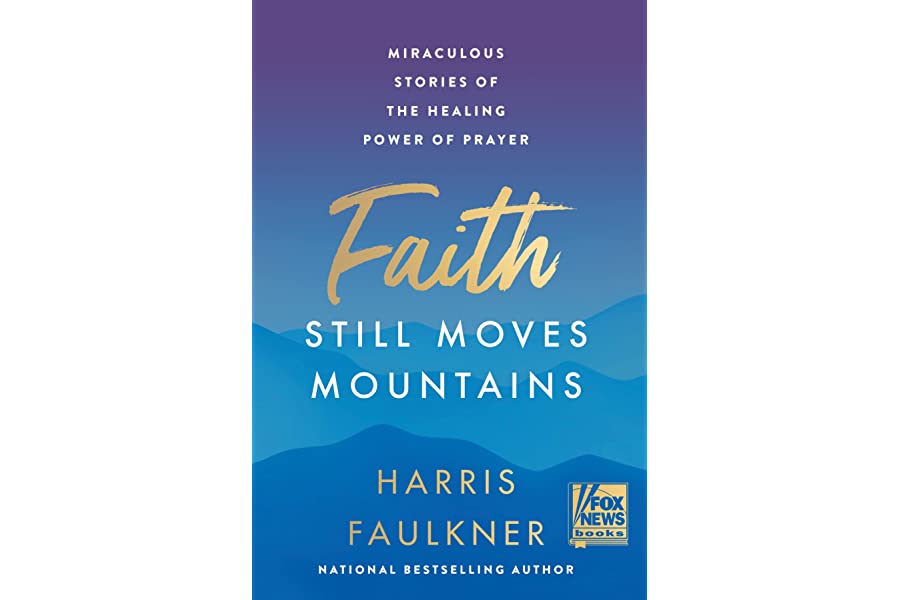 MIRACULOUS
STORIES OF
THE HEALING
POWER OF PRAYER
Faith
STILL MOVES
MOUNTAINS
HARRIS
FAULKNER
FOX
NEWS
books
NATIONAL BESTSELLING AUTHOR